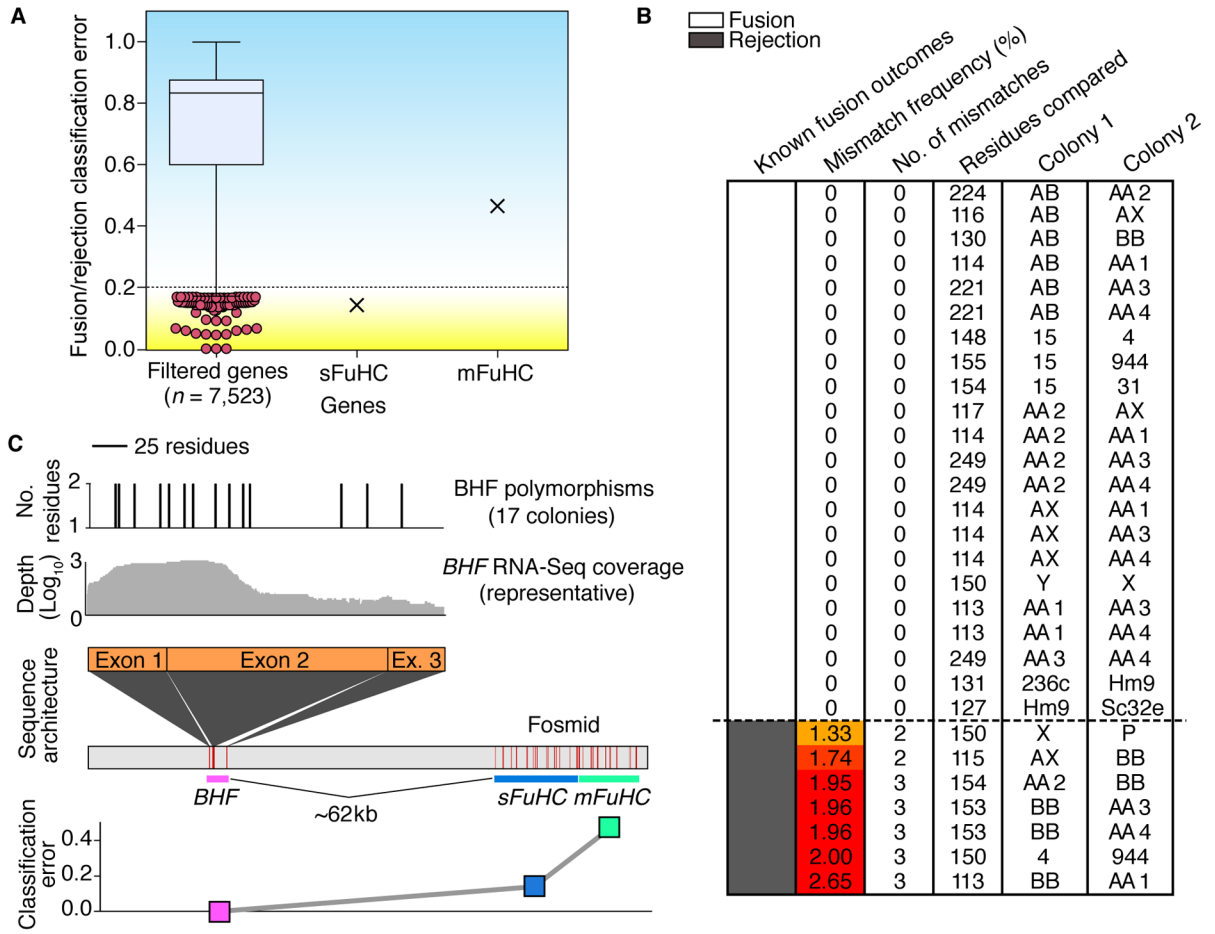 A
Fusion/rejection classification error
1.0
0.8
0.6
0.4
0.2
0.0
Filtered genes
(n = 7,523)
sFuHC
mFuHC
Genes
B
Fusion
Rejection
Known fusion outcomes
Mismatch frequency (%)
No. of mismatches
Residues compared
Colony 1
Colony 2
0 0 224 AB AA 2
0 0 116 AB AX
0 0 130 AB BB
0 0 114 AB AA 1
0 0 221 AB AA 3
0 0 221 AB AA 4
0 0 148 15 4
0 0 155 15 944
0 0 154 15 31
0 0 117 AA 2 AX
0 0 114 AA 2 AA 1
0 0 249 AA 2 AA 3
0 0 249 AA 2 AA 4
0 0 114 AX AA 1
0 0 114 AX AA 3
0 0 114 AX AA 4
0 0 150 Y X
0 0 113 AA 1 AA 3
0 0 113 AA 1 AA 4
0 0 249 AA 3 AA 4
0 0 131 236c Hm9
0 0 127 Hm9 Sc32e
1.33 2 150 X P
1.74 2 115 AX BB
1.95 3 154 AA 2 BB
1.96 3 153 BB AA 3
1.96 3 153 BB AA 4
2.00 3 150 4 944
2.65 3 113 BB AA 1
C
25 residues
No.
residues
2
1
BHF polymorphisms
(17 colonies)
Depth
(Log10)
3
0
BHF RNA-Seq coverage
(representative)
Sequence
architecture
Exon 1
Exon 2
Ex. 3
Fosmid
BHF
sFuHC
mFuHC
~62kb
Classification
error
0.4
0.2
0.0